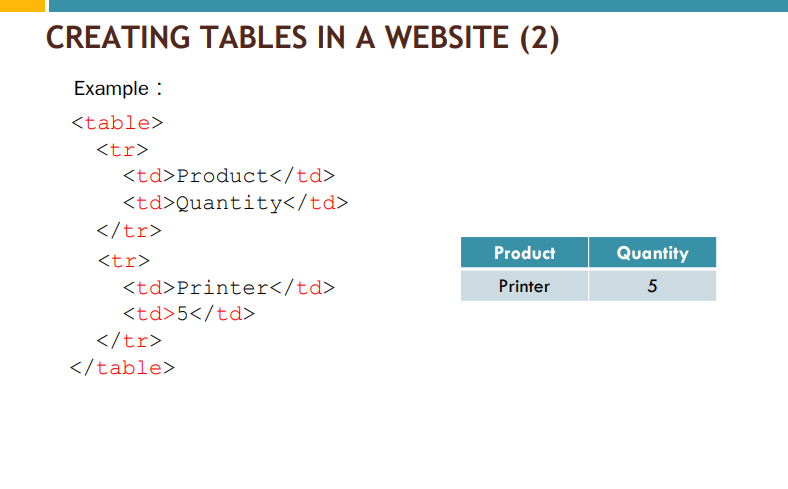 CREATING TABLES IN A WEBSITE (2)
Example :
<table>
<tr>
<td>Product</td>
<td>Quantity</td>
</tr>
<tr>
<td>Printer</td>
<td>5</td>
</tr>
</table>
Product Quantity
Printer 5